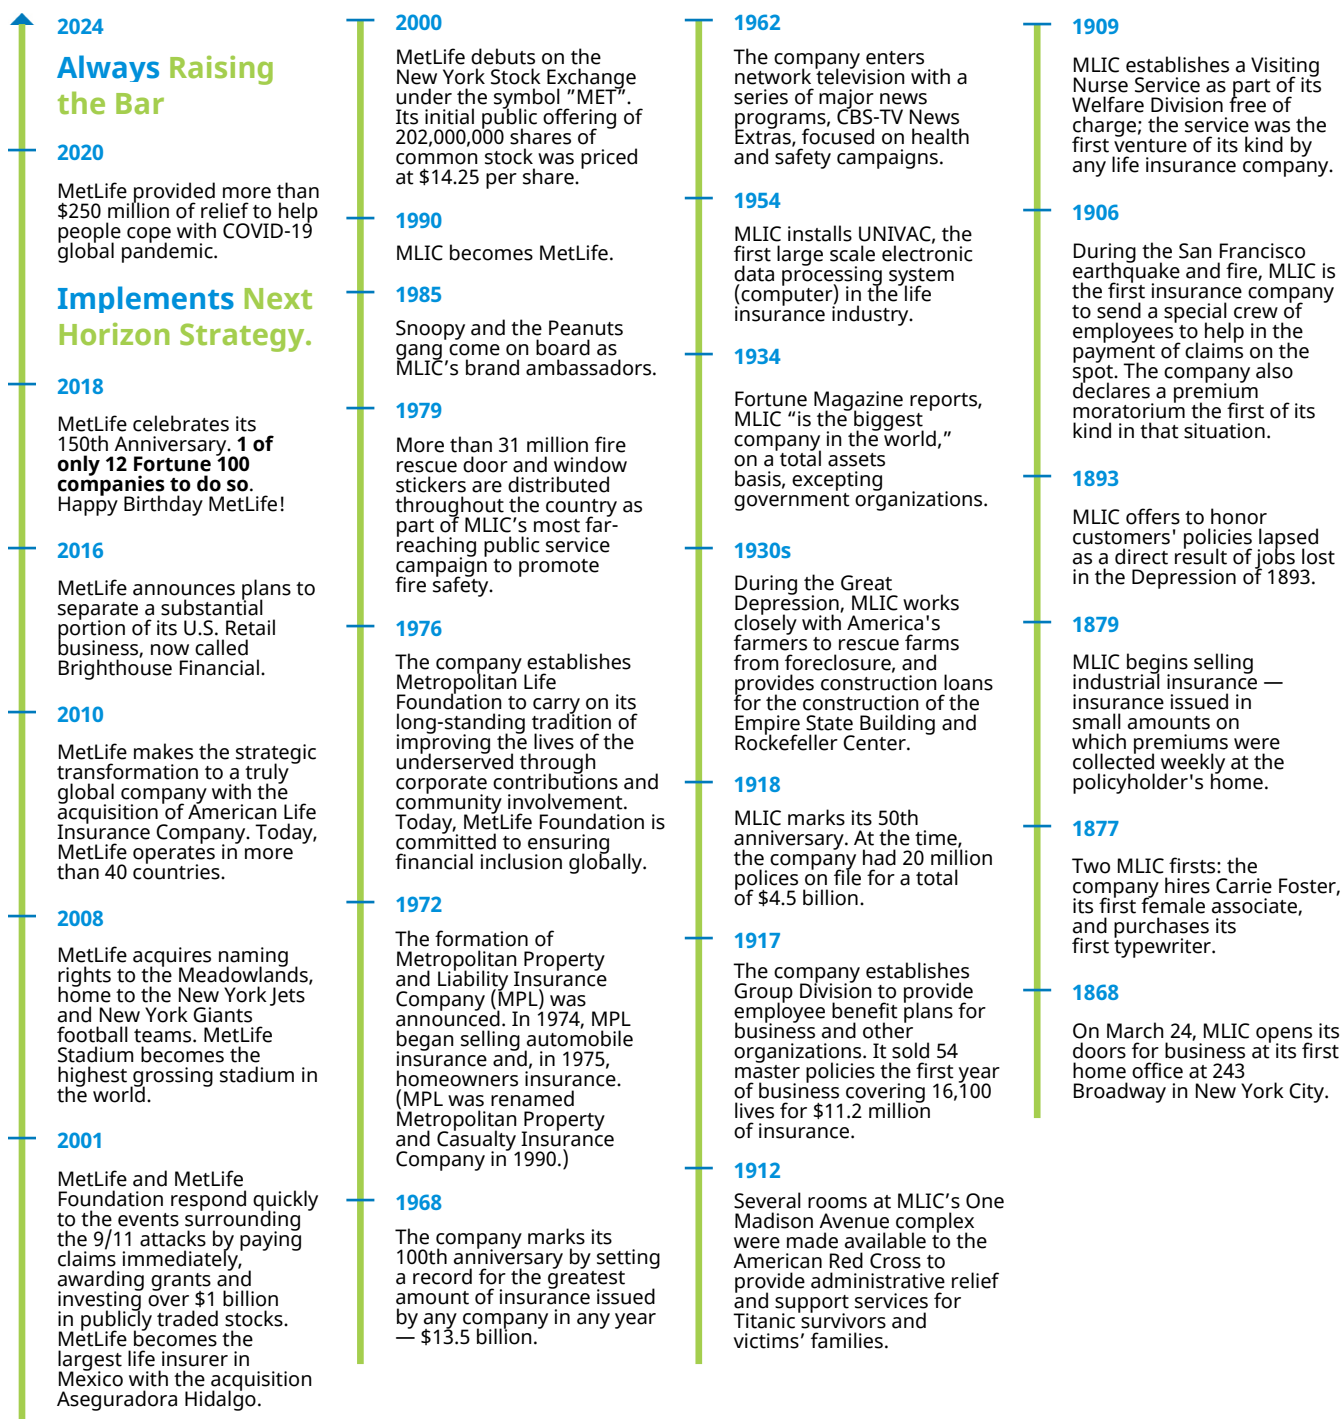 2024
Always Raising
the Bar
2020
MetLife provided more than
$250 million of relief to help
people cope with COVID-19
global pandemic.
Implements Next
Horizon Strategy.
2018
MetLife celebrates its
150th Anniversary. 1 of
only 12 Fortune 100
companies to do so.
Happy Birthday MetLife!
2016
MetLife announces plans to
separate a substantial
portion of its U.S. Retail
business, now called
Brighthouse Financial.
2010
MetLife makes the strategic
transformation to a truly
global company with the
acquisition of American Life
Insurance Company. Today,
MetLife operates in more
than 40 countries.
2008
MetLife acquires naming
rights to the Meadowlands,
home to the New York Jets
and New York Giants
football teams. MetLife
Stadium becomes the
highest grossing stadium in
the world.
2001
MetLife and MetLife
Foundation respond quickly
to the events surrounding
the 9/11 attacks by paying
claims immediately,
awarding grants and
investing over $1 billion
in publicly traded stocks.
MetLife becomes the
largest life insurer in
Mexico with the acquisition
Aseguradora Hidalgo.
2000
MetLife debuts on the
New York Stock Exchange
under the symbol ”MET”.
Its initial public offering of
202,000,000 shares of
common stock was priced
at $14.25 per share.
1990
MLIC becomes MetLife.
1985
Snoopy and the Peanuts
gang come on board as
MLIC’s brand ambassadors.
1979
More than 31 million fire
rescue door and window
stickers are distributed
throughout the country as
part of MLIC’s most far-
reaching public service
campaign to promote
fire safety.
1976
The company establishes
Metropolitan Life
Foundation to carry on its
long-standing tradition of
improving the lives of the
underserved through
corporate contributions and
community involvement.
Today, MetLife Foundation is
committed to ensuring
financial inclusion globally.
1972
The formation of
Metropolitan Property
and Liability Insurance
Company (MPL) was
announced. In 1974, MPL
began selling automobile
insurance and, in 1975,
homeowners insurance.
(MPL was renamed
Metropolitan Property
and Casualty Insurance
Company in 1990.)
1968
The company marks its
100th anniversary by setting
a record for the greatest
amount of insurance issued
by any company in any year
— $13.5 billion.
1962
The company enters
network television with a
series of major news
programs, CBS-TV News
Extras, focused on health
and safety campaigns.
1954
MLIC installs UNIVAC, the
first large scale electronic
data processing system
(computer) in the life
insurance industry.
1934
Fortune Magazine reports,
MLIC “is the biggest
company in the world,”
on a total assets
basis, excepting
government organizations.
1930s
During the Great
Depression, MLIC works
closely with America's
farmers to rescue farms
from foreclosure, and
provides construction loans
for the construction of the
Empire State Building and
Rockefeller Center.
1918
MLIC marks its 50th
anniversary. At the time,
the company had 20 million
polices on file for a total
of $4.5 billion.
1917
The company establishes
Group Division to provide
employee benefit plans for
business and other
organizations. It sold 54
master policies the first year
of business covering 16,100
lives for $11.2 million
of insurance.
1912
Several rooms at MLIC’s One
Madison Avenue complex
were made available to the
American Red Cross to
provide administrative relief
and support services for
Titanic survivors and
victims’ families.
1909
MLIC establishes a Visiting
Nurse Service as part of its
Welfare Division free of
charge; the service was the
first venture of its kind by
any life insurance company.
1906
During the San Francisco
earthquake and fire, MLIC is
the first insurance company
to send a special crew of
employees to help in the
payment of claims on the
spot. The company also
declares a premium
moratorium the first of its
kind in that situation.
1893
MLIC offers to honor
customers' policies lapsed
as a direct result of jobs lost
in the Depression of 1893.
1879
MLIC begins selling
industrial insurance —
insurance issued in
small amounts on
which premiums were
collected weekly at the
policyholder's home.
1877
Two MLIC firsts: the
company hires Carrie Foster,
its first female associate,
and purchases its
first typewriter.
1868
On March 24, MLIC opens its
doors for business at its first
home office at 243
Broadway in New York City.